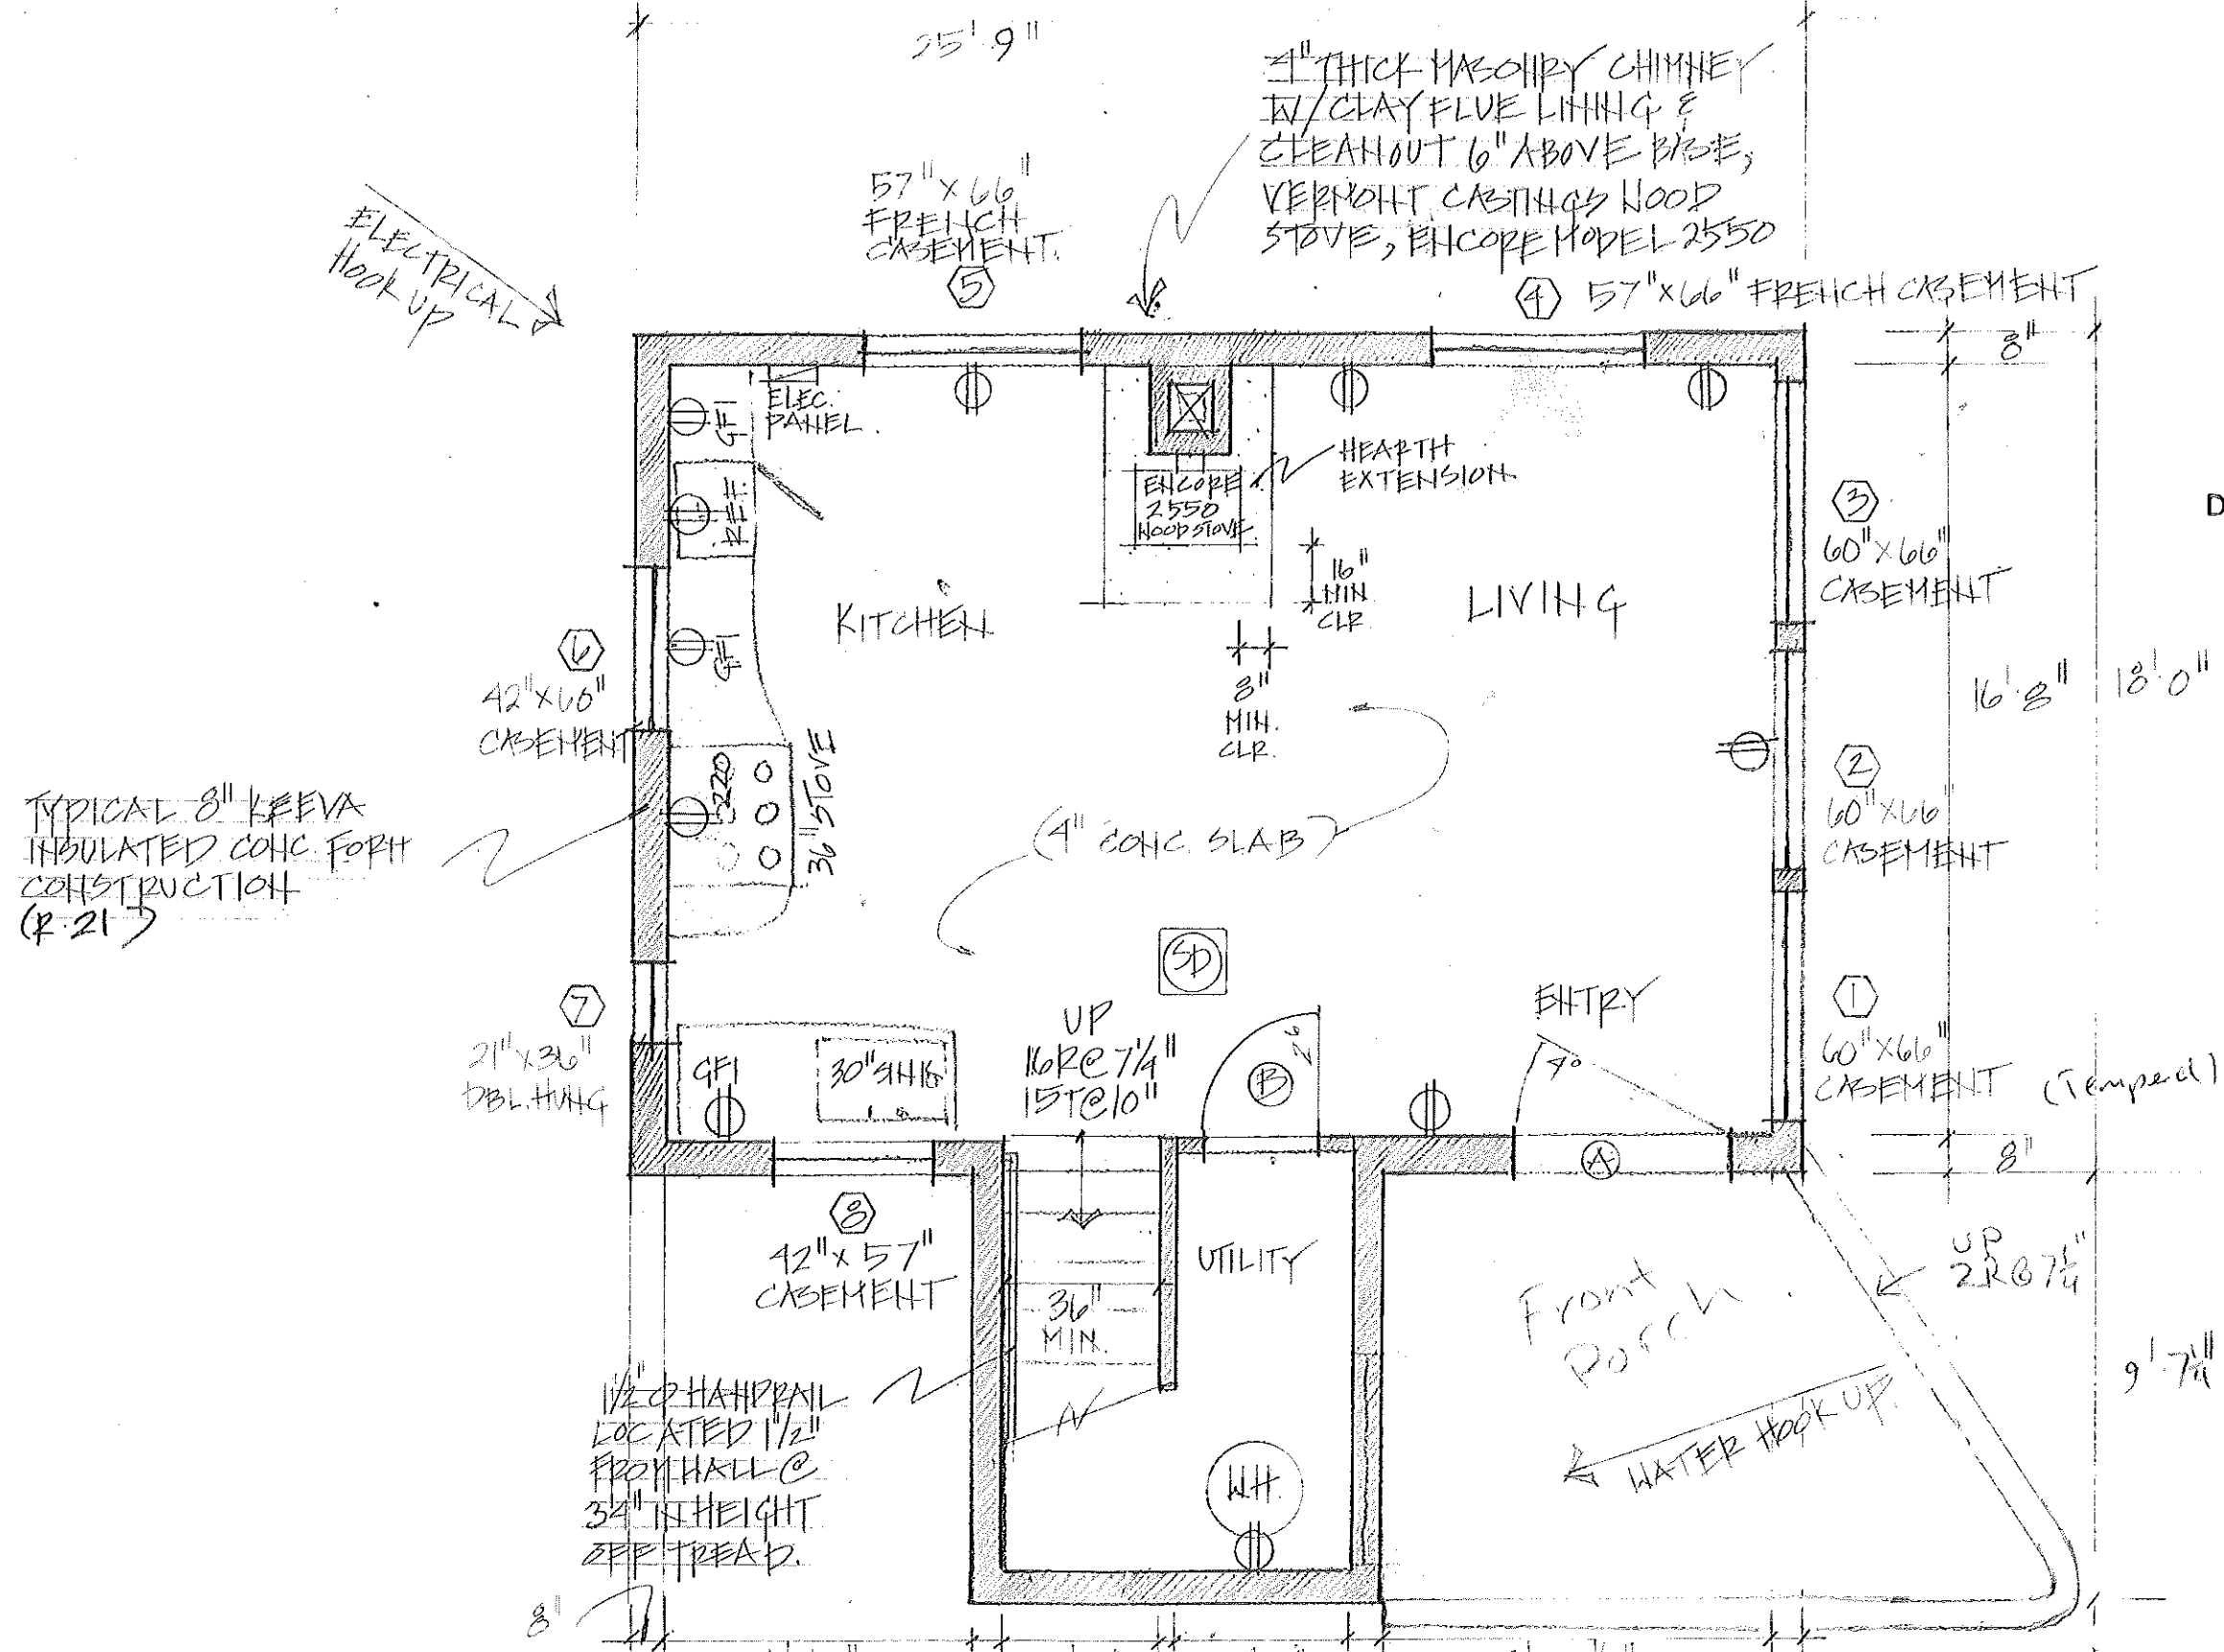 25'.9"
4" THICK MASONRY CHIMNEY
W/ CLAY FLUE LINING &
CLEANOUT 6" ABOVE BASE,
VERMONT CASTINGS WOOD
STOVE, ENCORE MODEL 2550
57" x 66"
FRENCH
CASEMENT.
5
4 57" x 66" FRENCH CASEMENT
ELECTRICAL
HOOK UP
8"
ELEC.
PANEL.
GFI
REF.
HEARTH
EXTENSION
ENCORE
2550
WOOD STOVE
16"
MIN
CLR
3
60" x 66"
CASEMENT
D
KITCHEN
LIVING
GFI
6
42" x 60"
CASEMENT
8"
MIN.
CLR.
16'.8"
18'.0"
2
60" x 66"
CASEMENT
220
36" STOVE
TYPICAL 8" KEEVA
INSULATED CONC FORM
CONSTRUCTION
(R.21)
(4" CONC. SLAB)
SD
7
21" x 36"
DBL. HUNG
ENTRY
1
60" x 66"
CASEMENT (Temperd)
UP
16R@7 1/4"
15T@10"
GFI
30" SINK
B
26
40
A
8"
8
42" x 57"
CASEMENT
UTILITY
36"
MIN.
Front
Porch
UP
2R@7 1/4"
9'.7 1/4"
WATER HOOK UP.
1 1/2" Ø HANDRAIL
LOCATED 1 1/2"
FROM WALL @
34" IN HEIGHT
OFF TREAD.
W.H.
8"